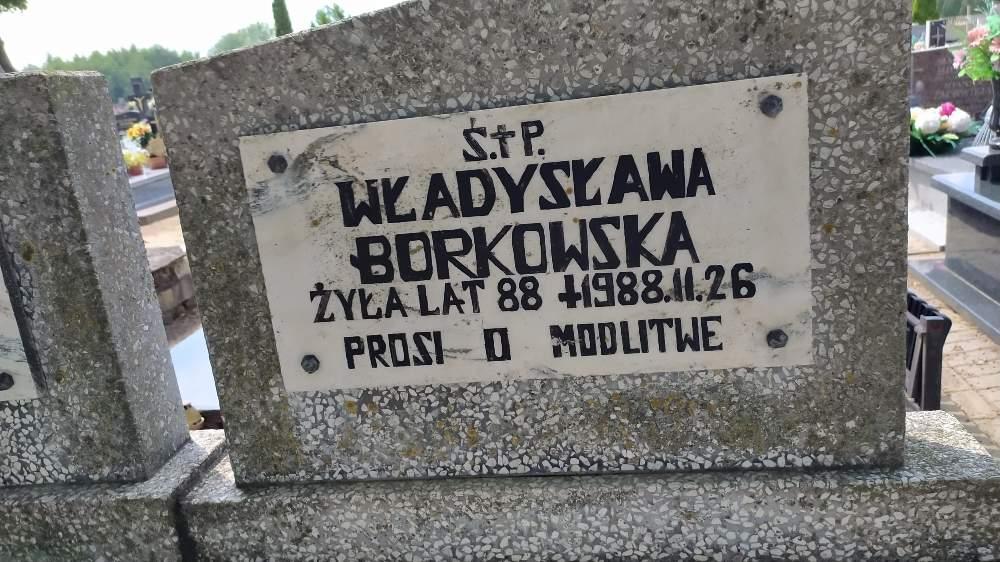 Ś.†P.
WŁADYSŁAWA
BORKOWSKA
ŻYŁA LAT 88 †1988.11.26
PROSI O MODLITWE